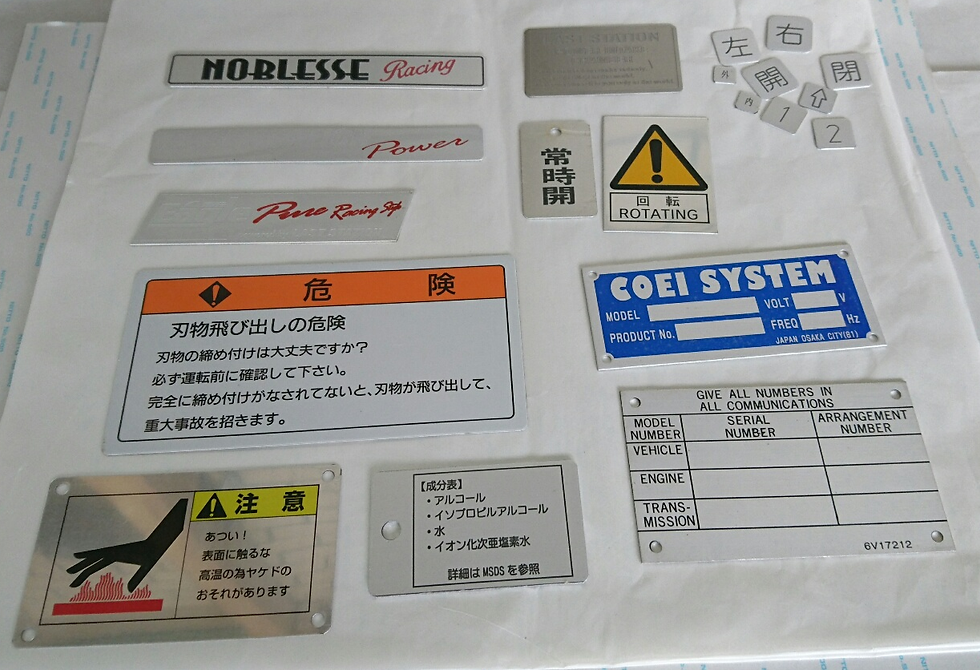 NOBLESSE Racing
Power
Pure Racing
左
右
外
開
閉
内
1
2
常時開
回 転
ROTATING
危 険
刃物飛び出しの危険
刃物の締め付けは大丈夫ですか?
必ず運転前に確認して下さい。
完全に締め付けがなされてないと、刃物が飛び出して、
重大事故を招きます。
COEI SYSTEM
MODEL VOLT V
PRODUCT No. FREQ Hz
JAPAN OSAKA CITY(61)
GIVE ALL NUMBERS IN
ALL COMMUNICATIONS
MODEL NUMBER
SERIAL NUMBER
ARRANGEMENT NUMBER
VEHICLE
ENGINE
TRANS-
MISSION
6V17212
注 意
あつい!
表面に触るな
高温の為ヤケドの
おそれがあります
【成分表】
・アルコール
・イソプロピルアルコール
・水
・イオン化次亜塩素水
詳細はMSDSを参照